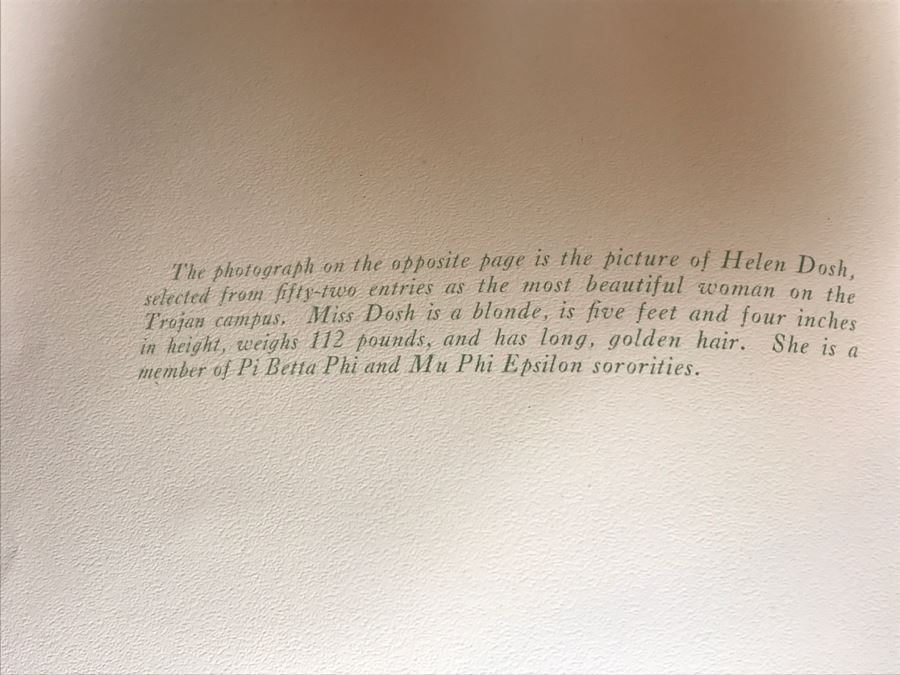 The photograph on the opposite page is the picture of Helen Dosh,
selected from fifty-two entries as the most beautiful woman on the
Trojan campus. Miss Dosh is a blonde, is five feet and four inches
in height, weighs 112 pounds, and has long, golden hair. She is a
member of Pi Betta Phi and Mu Phi Epsilon sororities.